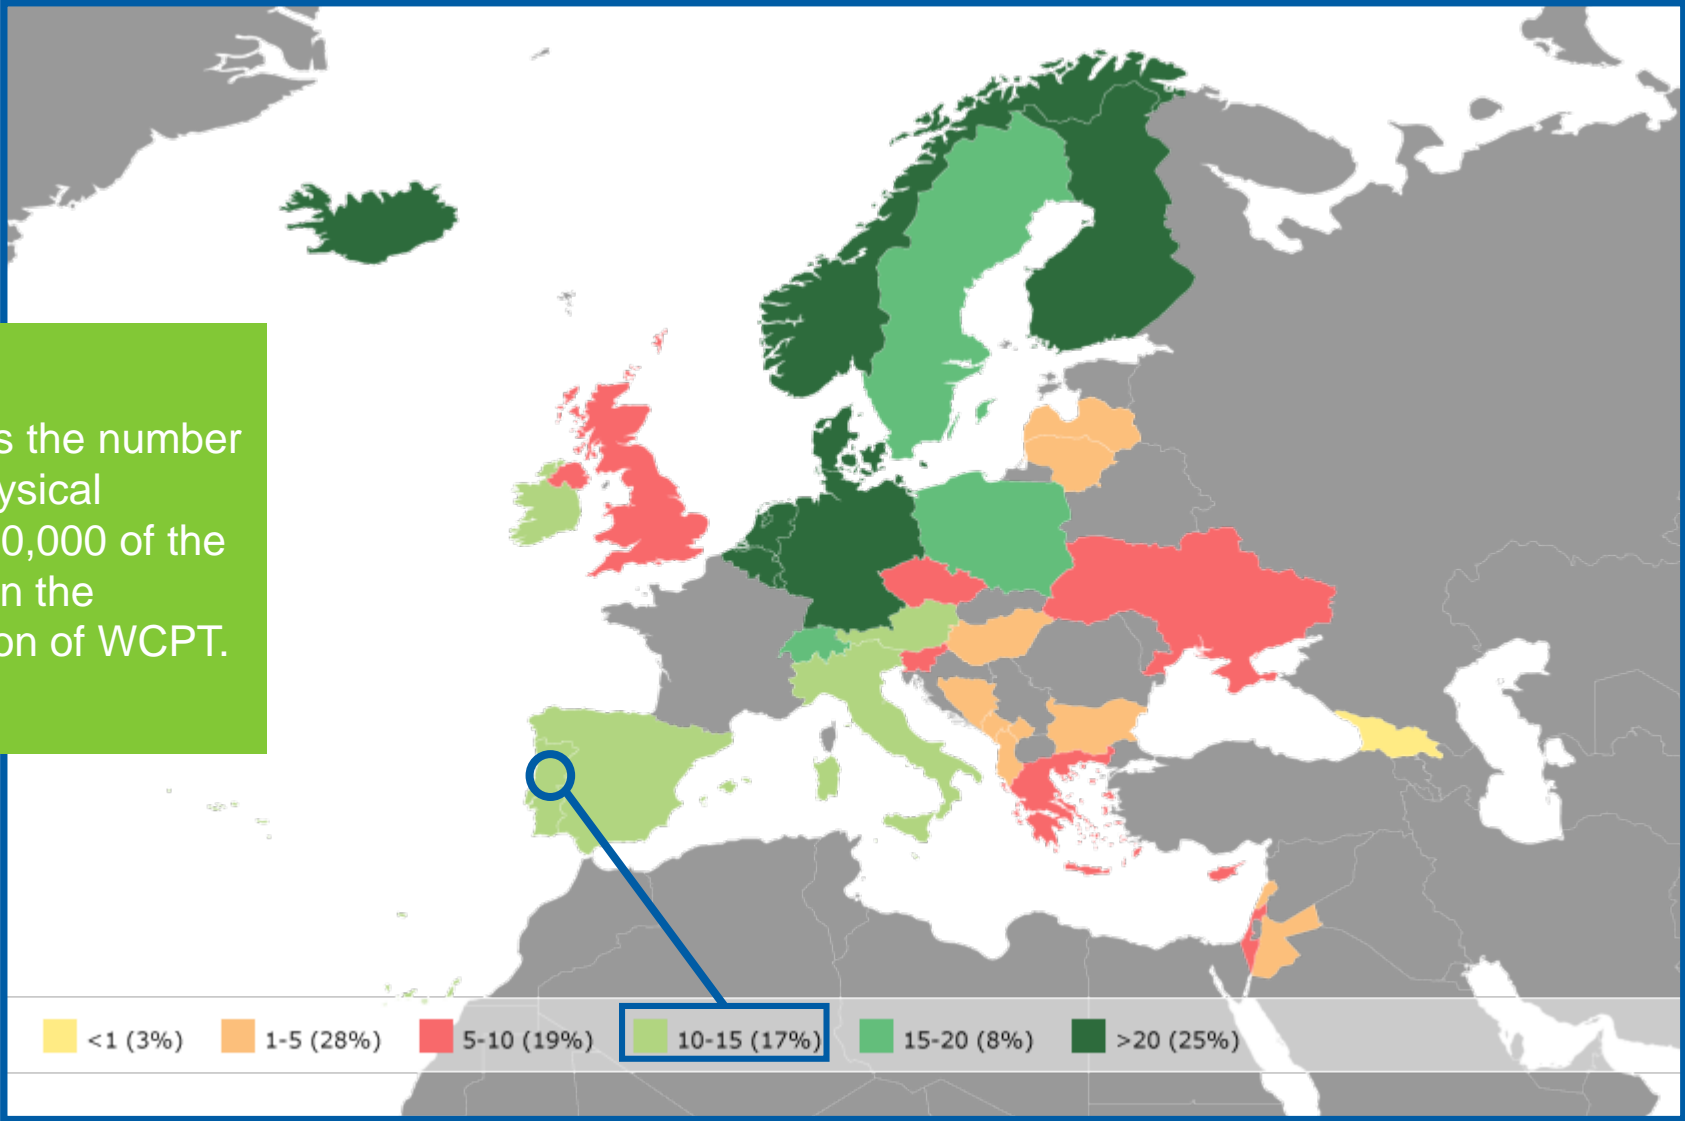 s the number
ysical
0,000 of the
n the
on of WCPT.
<1 (3%)
1-5 (28%)
5-10 (19%)
10-15 (17%)
15-20 (8%)
>20 (25%)